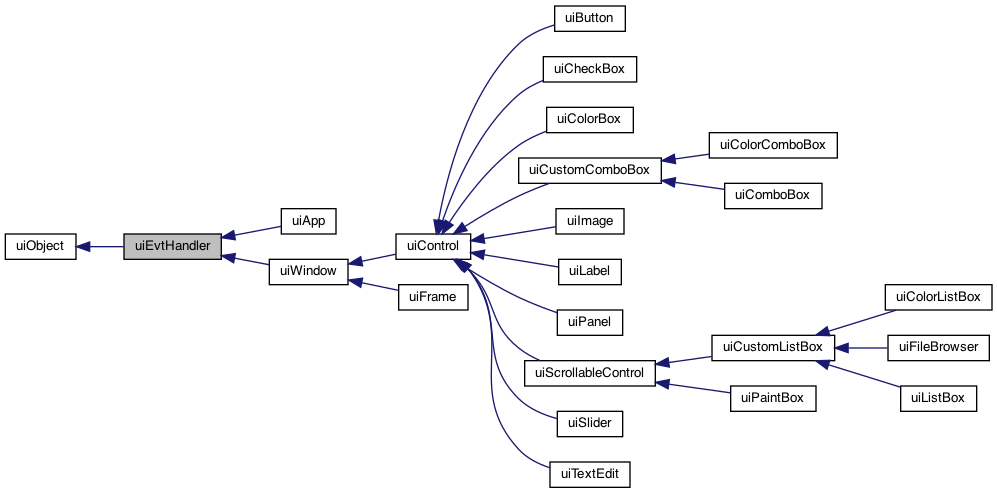 uiButton
uiCheckBox
uiColorBox
uiColorComboBox
uiCustomComboBox
uiComboBox
uiApp
uiImage
uiObject
uiEvtHandler
uiControl
uiWindow
uiLabel
uiFrame
uiColorListBox
uiPanel
uiCustomListBox
uiFileBrowser
uiScrollableControl
uiPaintBox
uiListBox
uiSlider
uiTextEdit